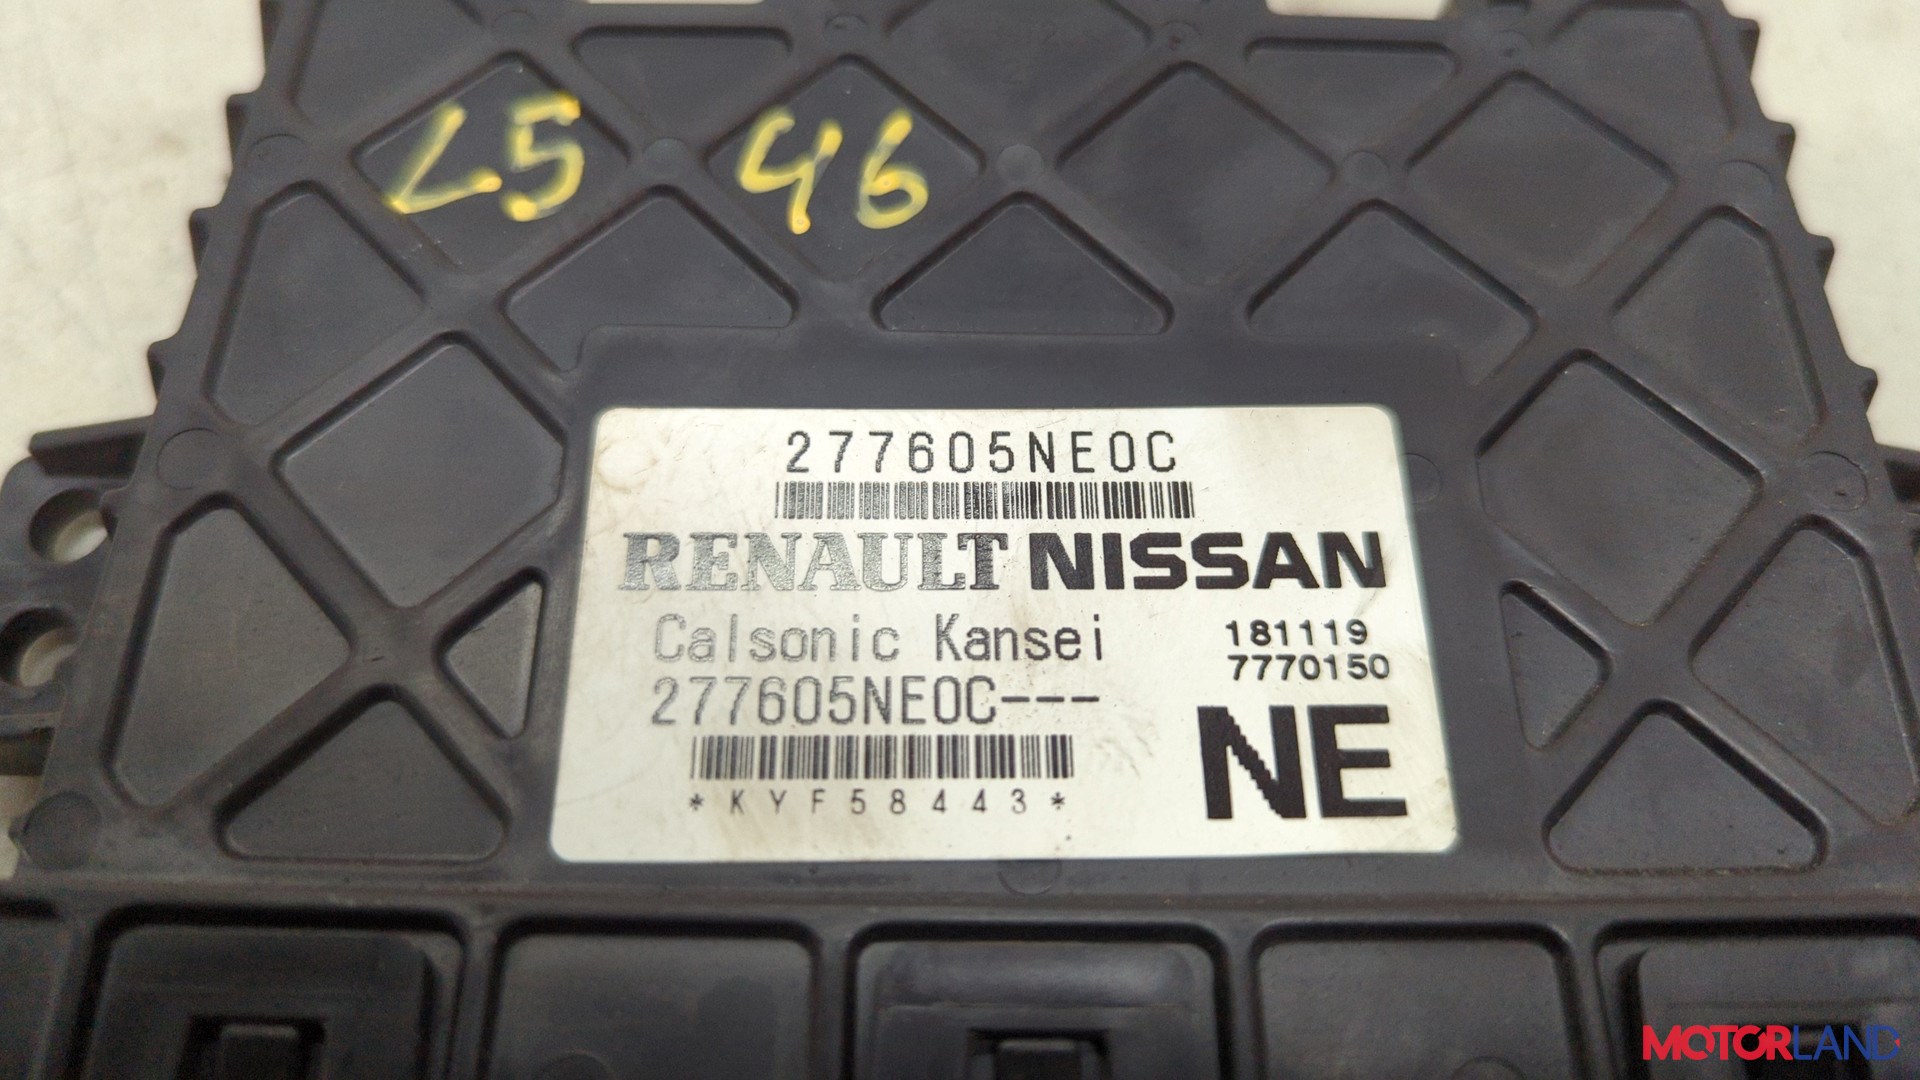 L5 46
277605NE0C
RENAULT NISSAN
Calsonic Kansei
181119
7770150
277605NE0C---
NE
*KYF58443*
MOTORLAND